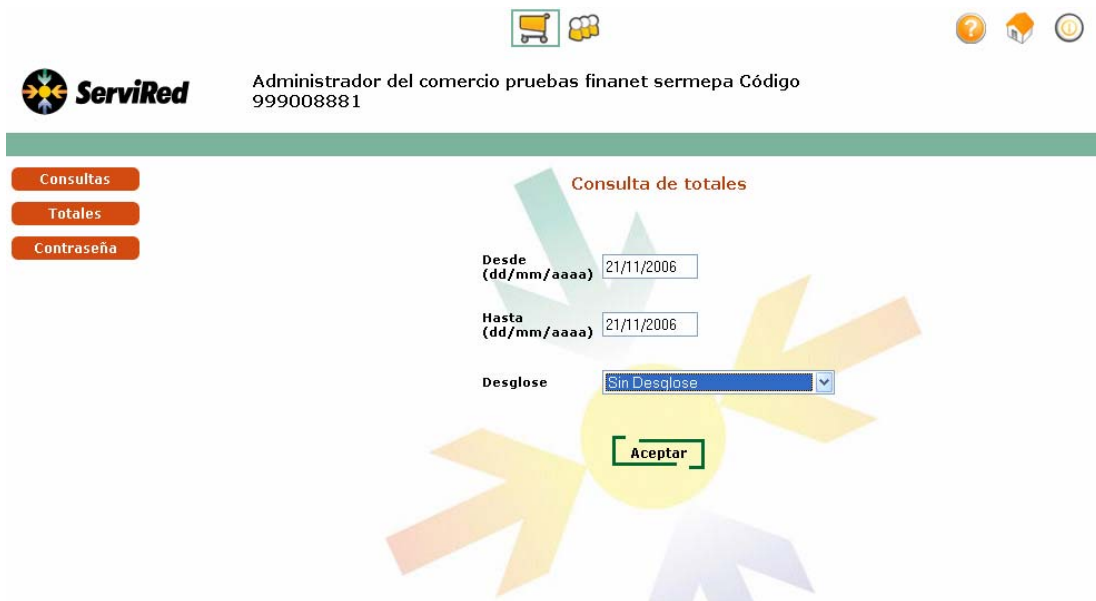 ServiRed
Administrador del comercio pruebas finanet sermepa Código
999008881
Consultas
Totales
Contraseña
Consulta de totales
Desde
(dd/mm/aaaa)
21/11/2006
Hasta
(dd/mm/aaaa)
21/11/2006
Desglose
Sin Desglose
Aceptar